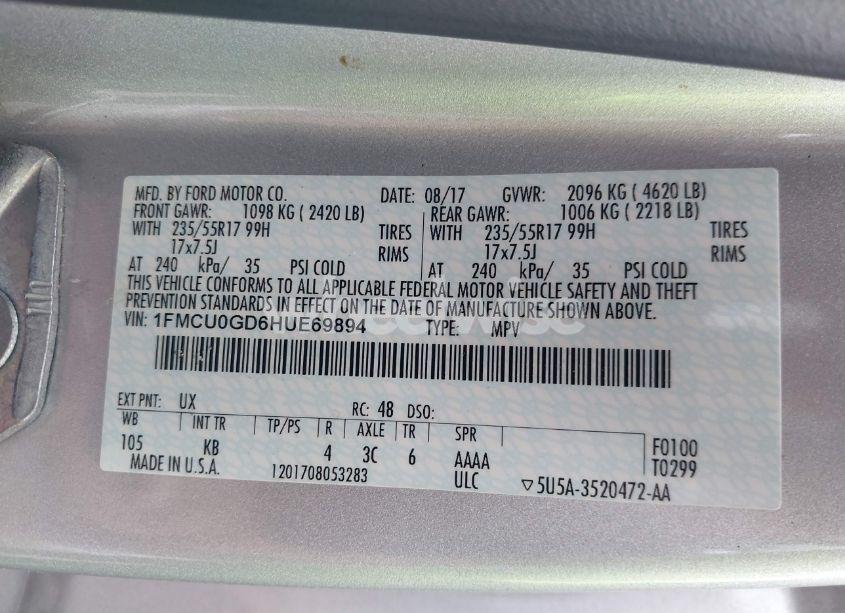 MFD. BY FORD MOTOR CO. DATE: 08/17 GVWR: 2096 KG ( 4620 LB)
FRONT GAWR: 1098 KG ( 2420 LB) REAR GAWR: 1006 KG ( 2218 LB)
WITH 235/55R17 99H TIRES WITH 235/55R17 99H TIRES
17x7.5J RIMS 17x7.5J RIMS
AT 240 kPa/ 35 PSI COLD AT 240 kPa/ 35 PSI COLD
THIS VEHICLE CONFORMS TO ALL APPLICABLE FEDERAL MOTOR VEHICLE SAFETY AND THEFT
PREVENTION STANDARDS IN EFFECT ON THE DATE OF MANUFACTURE SHOWN ABOVE.
VIN: 1FMCU0GD6HUE69894 TYPE: MPV
EXT PNT: UX RC: 48 DSO:
WB INT TR TP/PS R AXLE TR SPR
105 KB 4 3C 6 AAAA F0100
MADE IN U.S.A. 1201708053283 ULC T0299
▽5U5A-3520472-AA